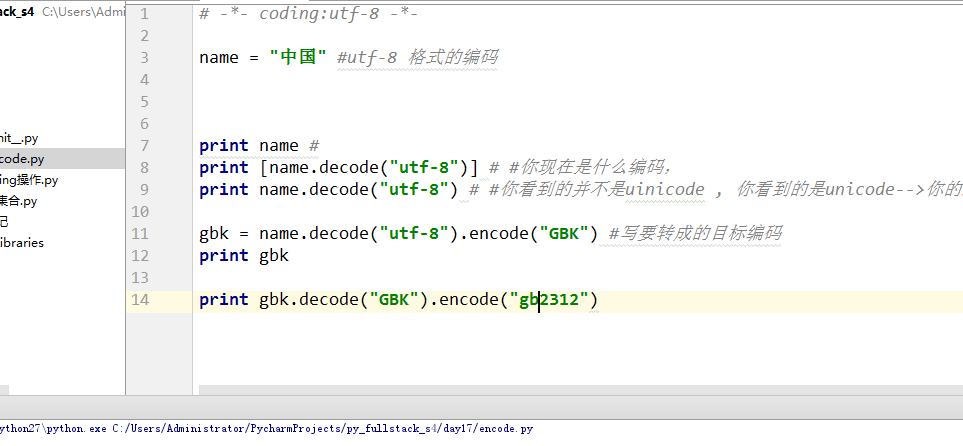 ack_s4 C:\Users\Admi
nit__.py
code.py
ing操作.py
集合.py
记
ibraries
1 # -*- coding:utf-8 -*-
2
3 name = "中国" #utf-8 格式的编码
4
5
6
7 print name #
8 print [name.decode("utf-8")] # #你现在是什么编码,
9 print name.decode("utf-8") # #你看到的并不是uinicode , 你看到的是unicode-->你的
10
11 gbk = name.decode("utf-8").encode("GBK") #写要转成的目标编码
12 print gbk
13
14 print gbk.decode("GBK").encode("gb2312")
ython27\python.exe C:/Users/Administrator/PycharmProjects/py_fullstack_s4/day17/encode.py